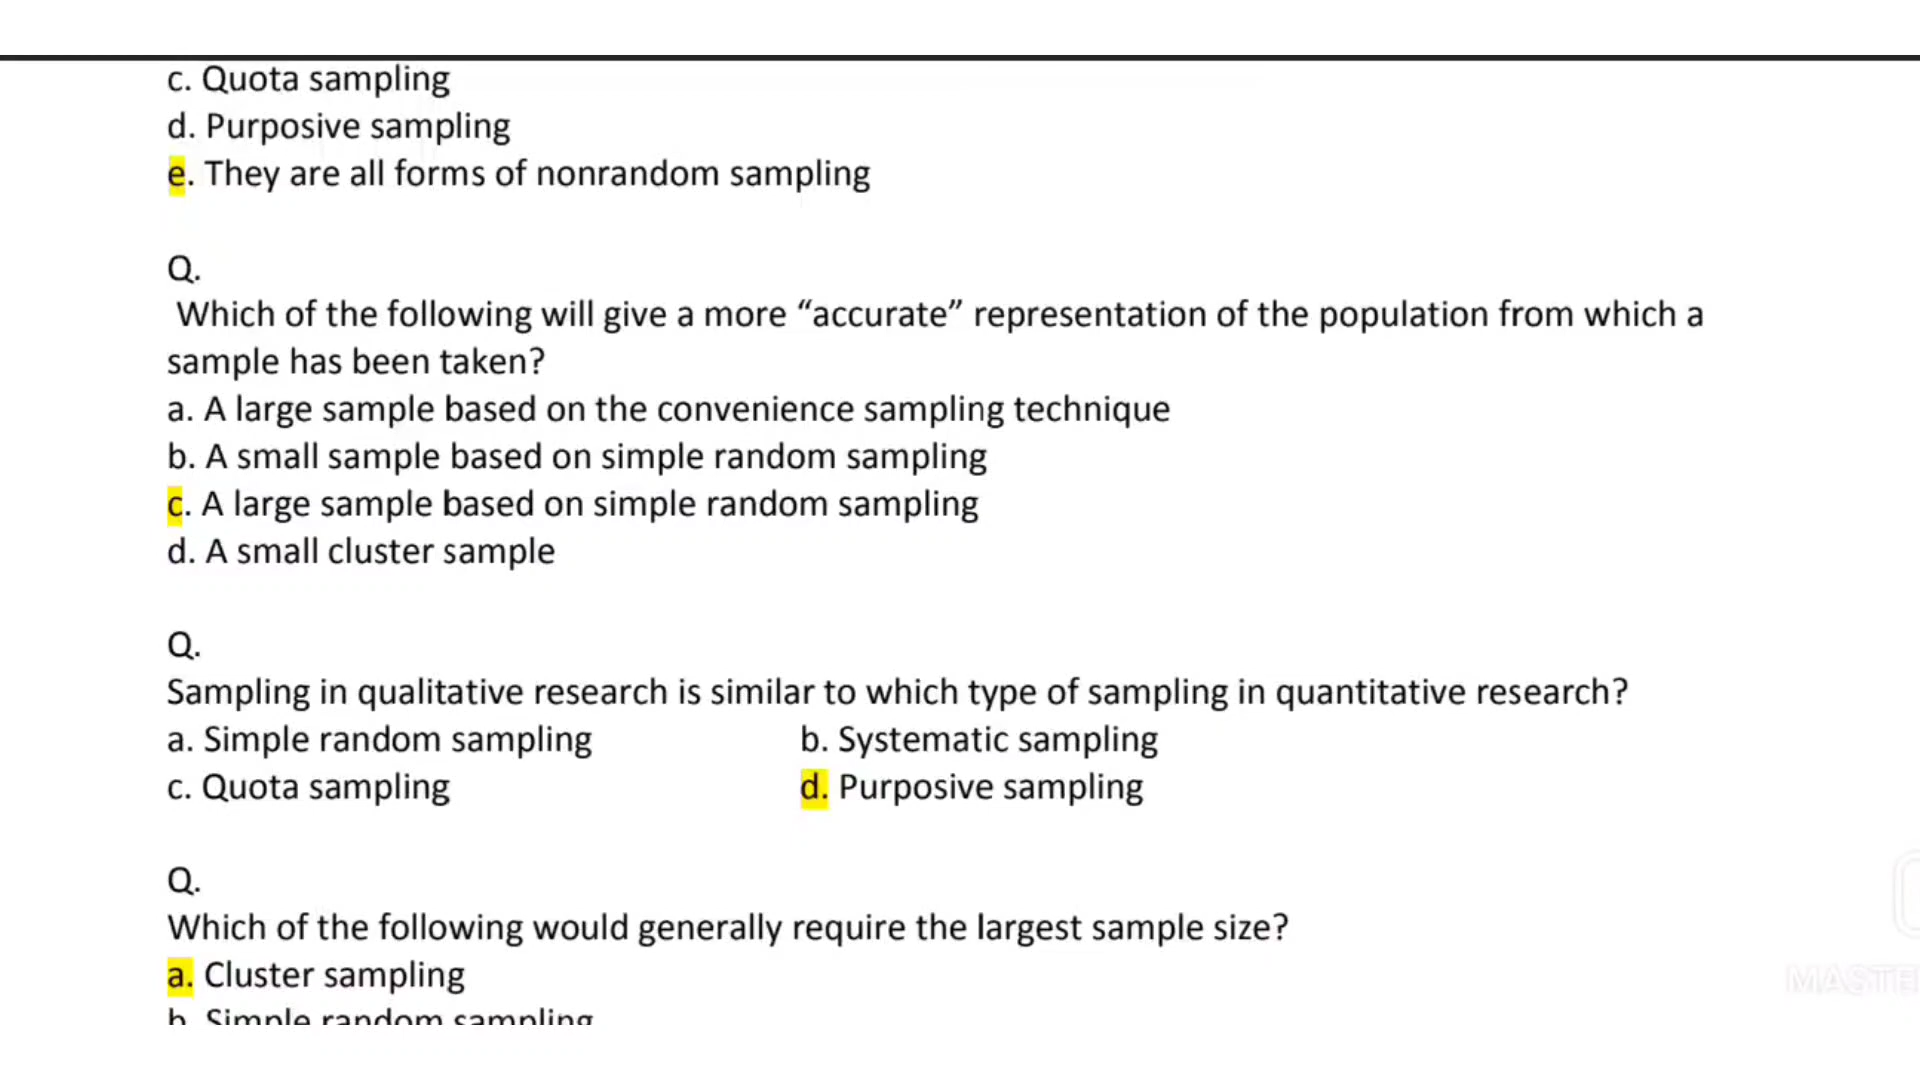 c. Quota sampling
d. Purposive sampling
e. They are all forms of nonrandom sampling
Q.
Which of the following will give a more “accurate” representation of the population from which a
sample has been taken?
a. A large sample based on the convenience sampling technique
b. A small sample based on simple random sampling
c. A large sample based on simple random sampling
d. A small cluster sample
Q.
Sampling in qualitative research is similar to which type of sampling in quantitative research?
a. Simple random sampling b. Systematic sampling
c. Quota sampling d. Purposive sampling
Q.
Which of the following would generally require the largest sample size?
a. Cluster sampling
b. Simple random sampling